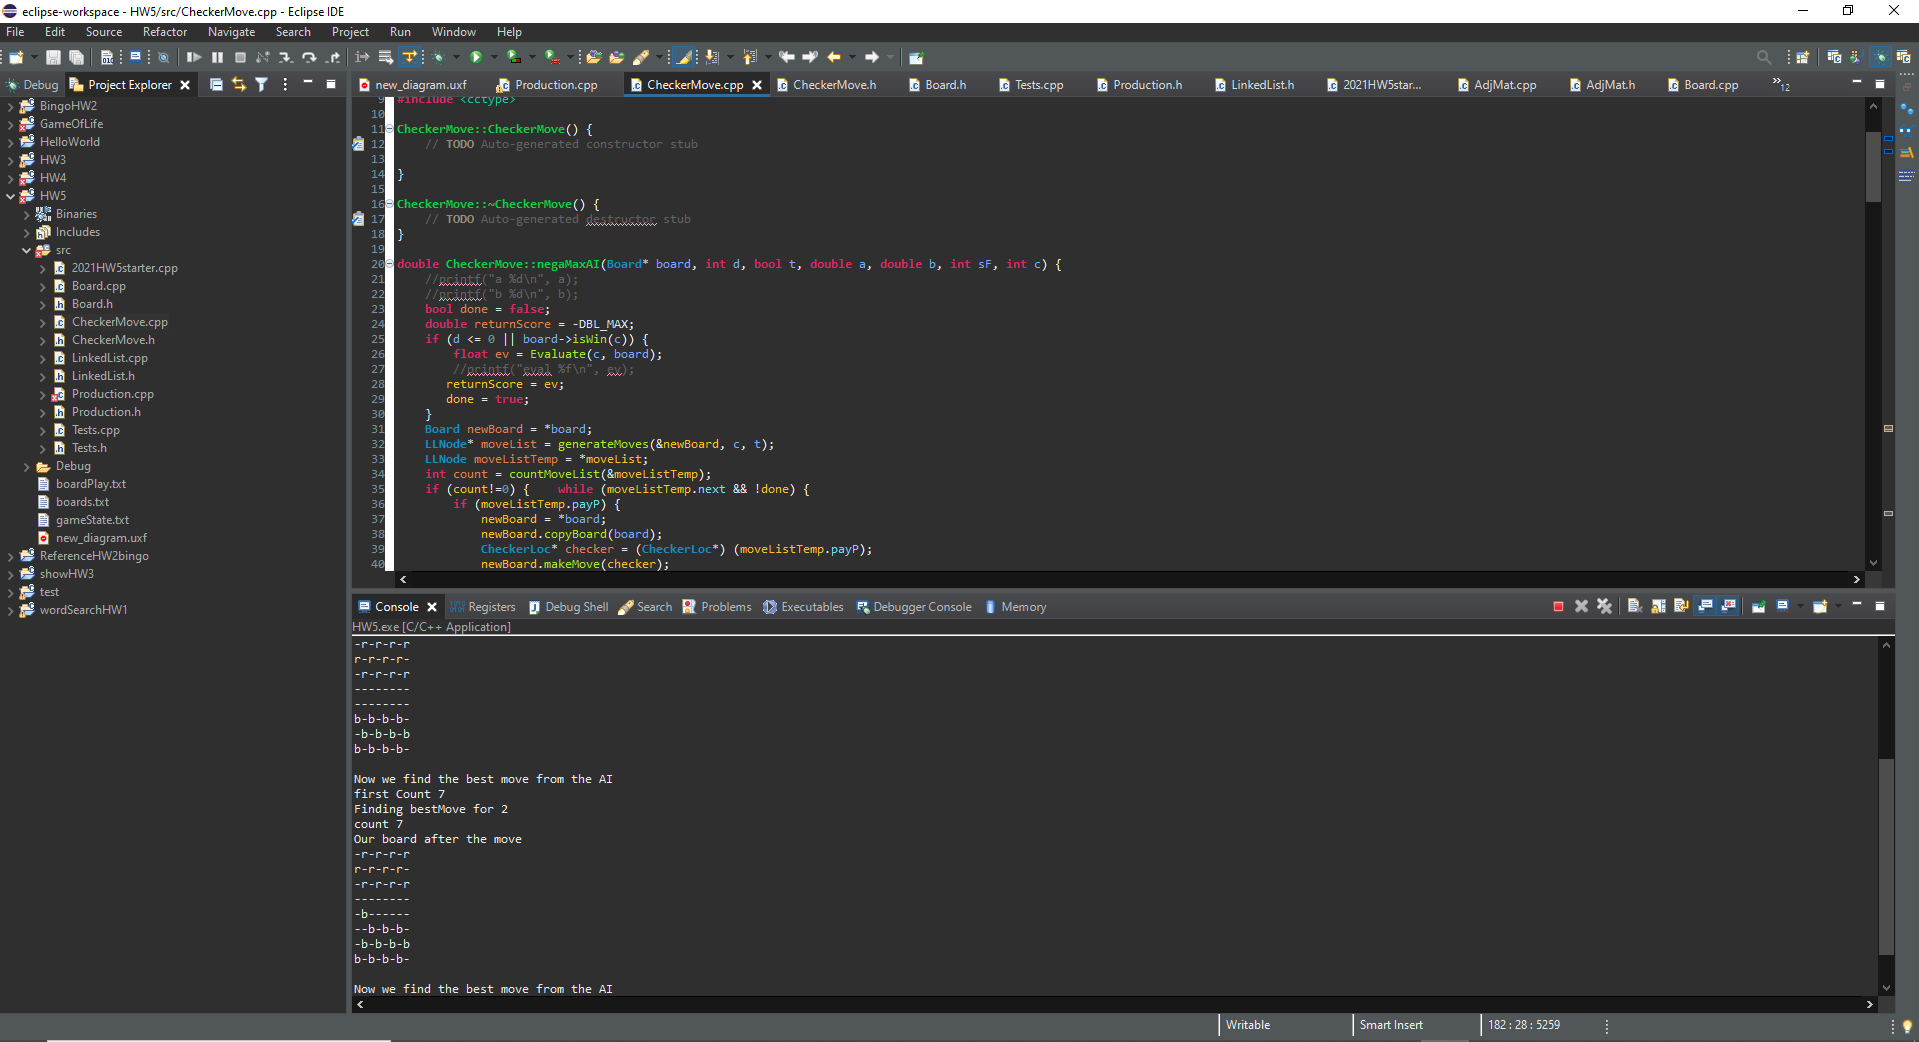 eclipse-workspace - HW5/src/CheckerMove.cpp - Eclipse IDE
File Edit Source Refactor Navigate Search Project Run Window Help
Debug Project Explorer
new_diagram.uxf Production.cpp CheckerMove.cpp CheckerMove.h Board.h Tests.cpp Production.h LinkedList.h 2021HW5star... AdjMat.cpp AdjMat.h Board.cpp »12
BingoHW2
GameOfLife
HelloWorld
HW3
HW4
HW5
Binaries
Includes
src
2021HW5starter.cpp
Board.cpp
Board.h
CheckerMove.cpp
CheckerMove.h
LinkedList.cpp
LinkedList.h
Production.cpp
Production.h
Tests.cpp
Tests.h
Debug
boardPlay.txt
boards.txt
gameState.txt
new_diagram.uxf
ReferenceHW2bingo
showHW3
test
wordSearchHW1
9 #include <cctype>
10
11 CheckerMove::CheckerMove() {
12 // TODO Auto-generated constructor stub
13
14 }
15
16 CheckerMove::~CheckerMove() {
17 // TODO Auto-generated destructor stub
18 }
19
20 double CheckerMove::negaMaxAI(Board* board, int d, bool t, double a, double b, int sF, int c) {
21 //printf("a %d\n", a);
22 //printf("b %d\n", b);
23 bool done = false;
24 double returnScore = -DBL_MAX;
25 if (d <= 0 || board->isWin(c)) {
26 float ev = Evaluate(c, board);
27 //printf("eval %f\n", ev);
28 returnScore = ev;
29 done = true;
30 }
31 Board newBoard = *board;
32 LLNode* moveList = generateMoves(&newBoard, c, t);
33 LLNode moveListTemp = *moveList;
34 int count = countMoveList(&moveListTemp);
35 if (count!=0) { while (moveListTemp.next && !done) {
36 if (moveListTemp.payP) {
37 newBoard = *board;
38 newBoard.copyBoard(board);
39 CheckerLoc* checker = (CheckerLoc*) (moveListTemp.payP);
40 newBoard.makeMove(checker);
Console Registers Debug Shell Search Problems Executables Debugger Console Memory
HW5.exe [C/C++ Application]
-r-r-r-r
r-r-r-r-
-r-r-r-r
--------
--------
b-b-b-b-
-b-b-b-b
b-b-b-b-
Now we find the best move from the AI
first Count 7
Finding bestMove for 2
count 7
Our board after the move
-r-r-r-r
r-r-r-r-
-r-r-r-r
--------
-b------
--b-b-b-
-b-b-b-b
b-b-b-b-
Now we find the best move from the AI
Writable Smart Insert 182 : 28 : 5259